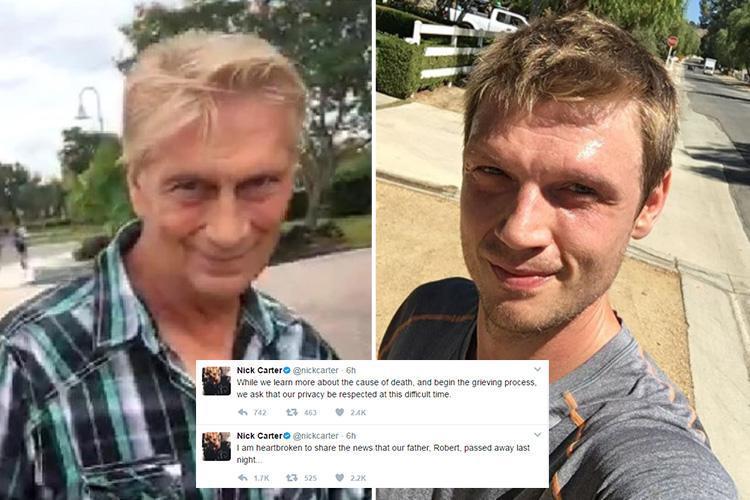 Nick Carter @nickcarter · 6h
While we learn more about the cause of death, and begin the grieving process,
we ask that our privacy be respected at this difficult time.
742 463 2.4K
Nick Carter @nickcarter · 6h
I am heartbroken to share the news that our father, Robert, passed away last
night...
1.7K 525 2.2K